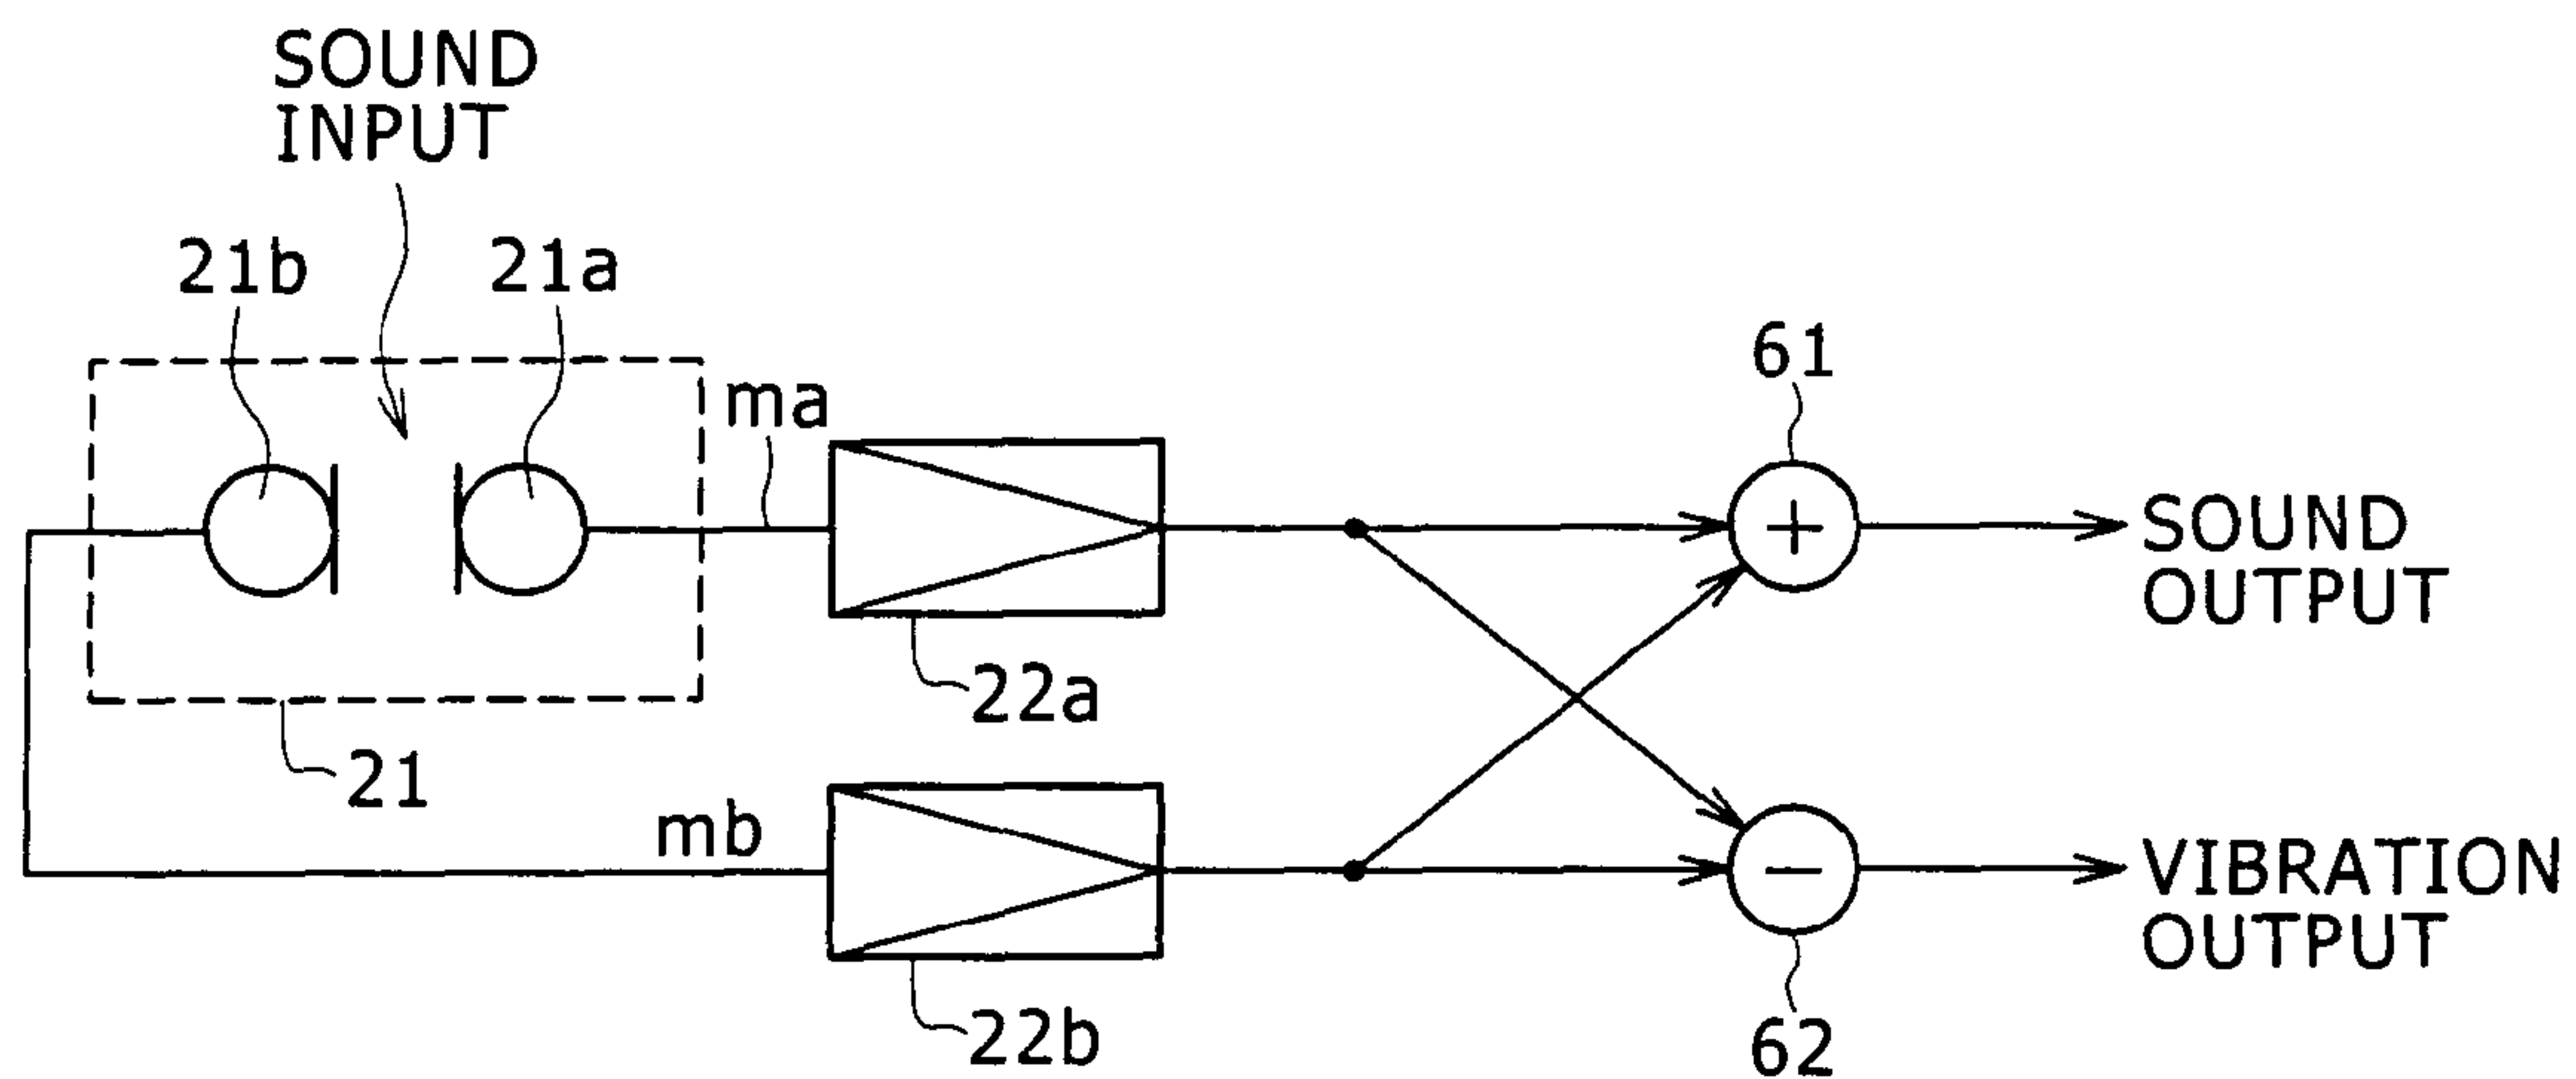 SOUND
INPUT
21b
21a
ma
61
+
SOUND
OUTPUT
22a
21
mb
−
VIBRATION
OUTPUT
22b
62